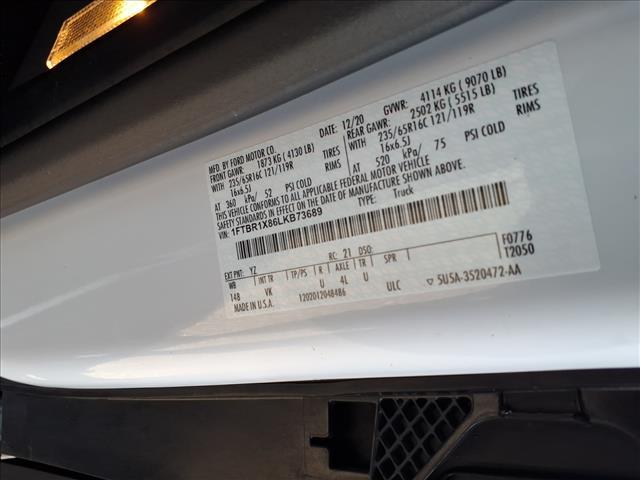 MFD. BY FORD MOTOR CO. DATE: 12/20 GVWR: 4114 KG ( 9070 LB)
FRONT GAWR: 1873 KG ( 4130 LB) REAR GAWR: 2502 KG ( 5515 LB)
WITH 235/65R16C 121/119R TIRES WITH 235/65R16C 121/119R TIRES
16x6.5J RIMS 16x6.5J RIMS
AT 360 kPa/ 52 PSI COLD AT 520 kPa/ 75 PSI COLD
THIS VEHICLE CONFORMS TO ALL APPLICABLE FEDERAL MOTOR VEHICLE
SAFETY STANDARDS IN EFFECT ON THE DATE OF MANUFACTURE SHOWN ABOVE.
VIN: 1FTBR1X86LKB73689 TYPE: Truck
F0776
EXT PNT: YZ RC: 21 DSO: 12050
WB INT TR TP/PS R AXLE TR SPR
148 VK U 4L U
MADE IN U.S.A. 1202012048486 ULC SU5A-3520472-AA